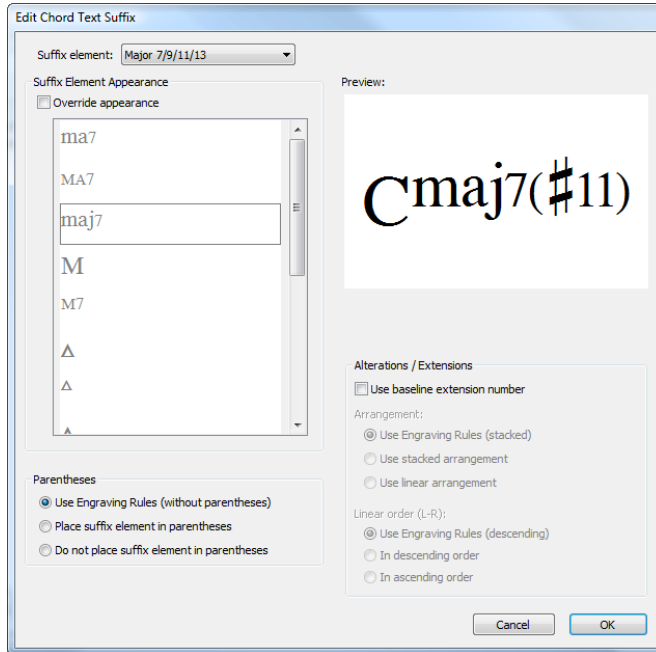 Edit Chord Text Suffix
Suffix element: Major 7/9/11/13
Suffix Element Appearance
Override appearance
ma7
MA7
maj7
M
M7
Δ
Δ
Preview:
Cmaj7(♯11)
Alterations / Extensions
Use baseline extension number
Arrangement:
Use Engraving Rules (stacked)
Use stacked arrangement
Use linear arrangement
Linear order (L-R):
Use Engraving Rules (descending)
In descending order
In ascending order
Parentheses
Use Engraving Rules (without parentheses)
Place suffix element in parentheses
Do not place suffix element in parentheses
Cancel
OK